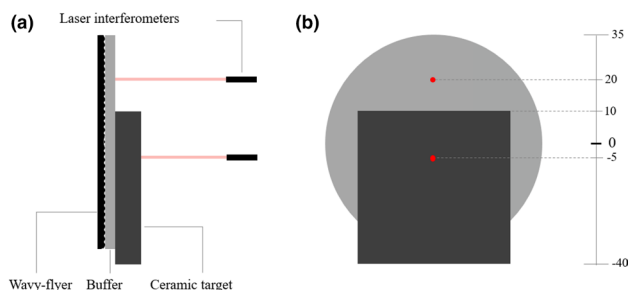 (a)
Laser interferometers
Wavy-flyer
Buffer
Ceramic target
(b)
35
20
10
0
-5
-40